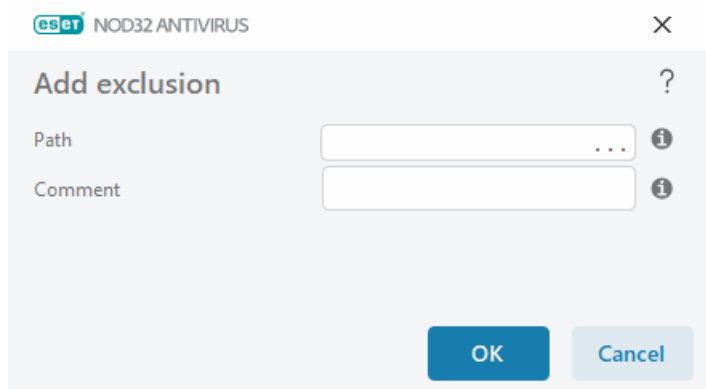 eset NOD32 ANTIVIRUS
Add exclusion ?
Path ...
Comment
OK Cancel